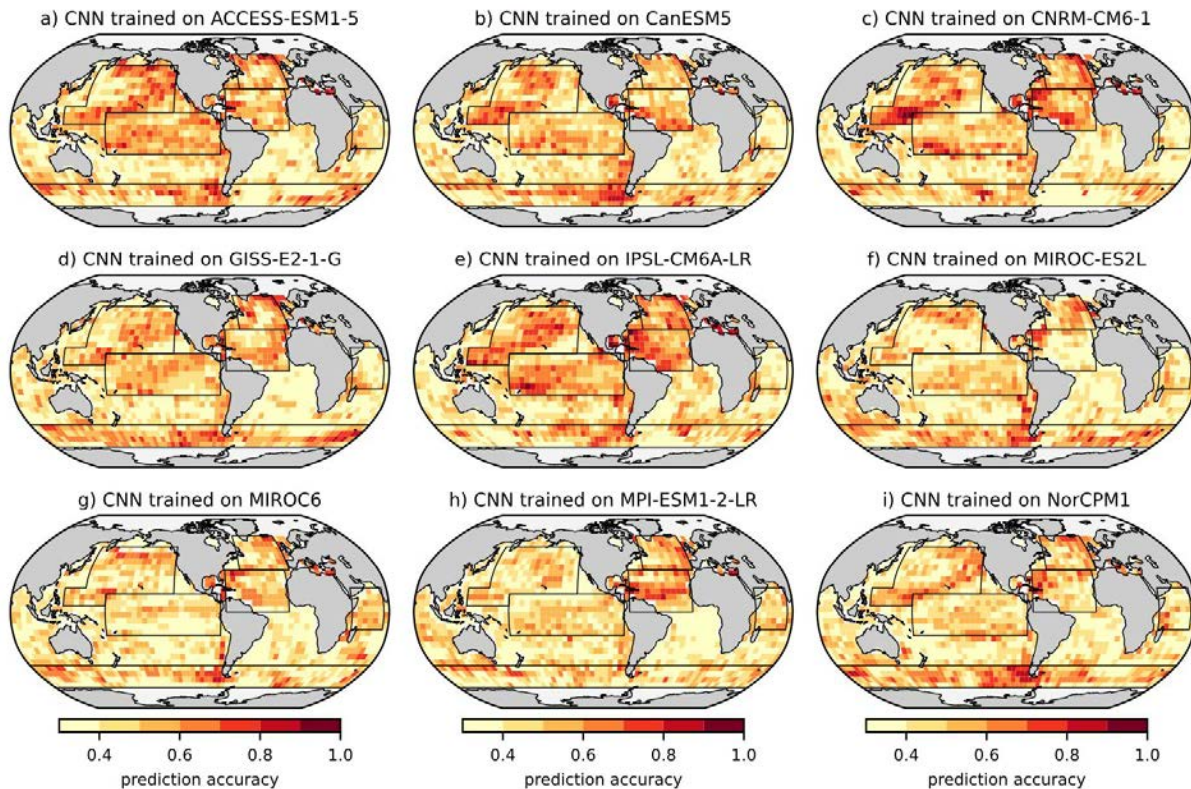 a) CNN trained on ACCESS-ESM1-5
b) CNN trained on CanESM5
c) CNN trained on CNRM-CM6-1
d) CNN trained on GISS-E2-1-G
e) CNN trained on IPSL-CM6A-LR
f) CNN trained on MIROC-ES2L
g) CNN trained on MIROC6
h) CNN trained on MPI-ESM1-2-LR
i) CNN trained on NorCPM1
0.4 0.6 0.8 1.0
prediction accuracy
0.4 0.6 0.8 1.0
prediction accuracy
0.4 0.6 0.8 1.0
prediction accuracy